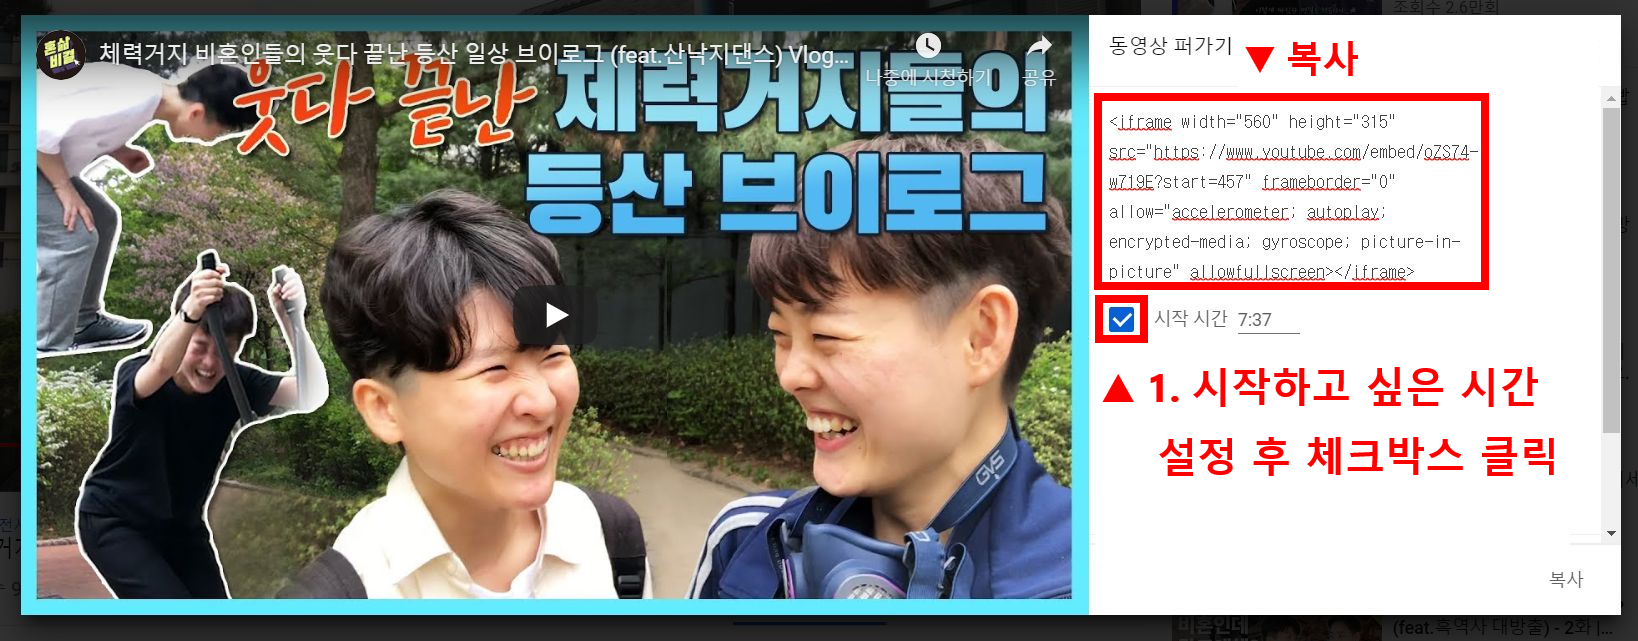 조회수 2.6만회
혼삶
비결
체력거지 비혼인들의 웃다 끝난 등산 일상 브이로그 (feat.산낙지댄스) Vlog...
나중에 시청하기
공유
웃다 끝난 체력거지들의
등산 브이로그
동영상 퍼가기
▼ 복사
<iframe width="560" height="315"
src="https://www.youtube.com/embed/oZS74-
w719E?start=457" frameborder="0"
allow="accelerometer; autoplay;
encrypted-media; gyroscope; picture-in-
picture" allowfullscreen></iframe>
시작 시간 7:37
▲ 1. 시작하고 싶은 시간
설정 후 체크박스 클릭
복사
비혼인데
(feat.흑역사 대방출) - 2화 |...